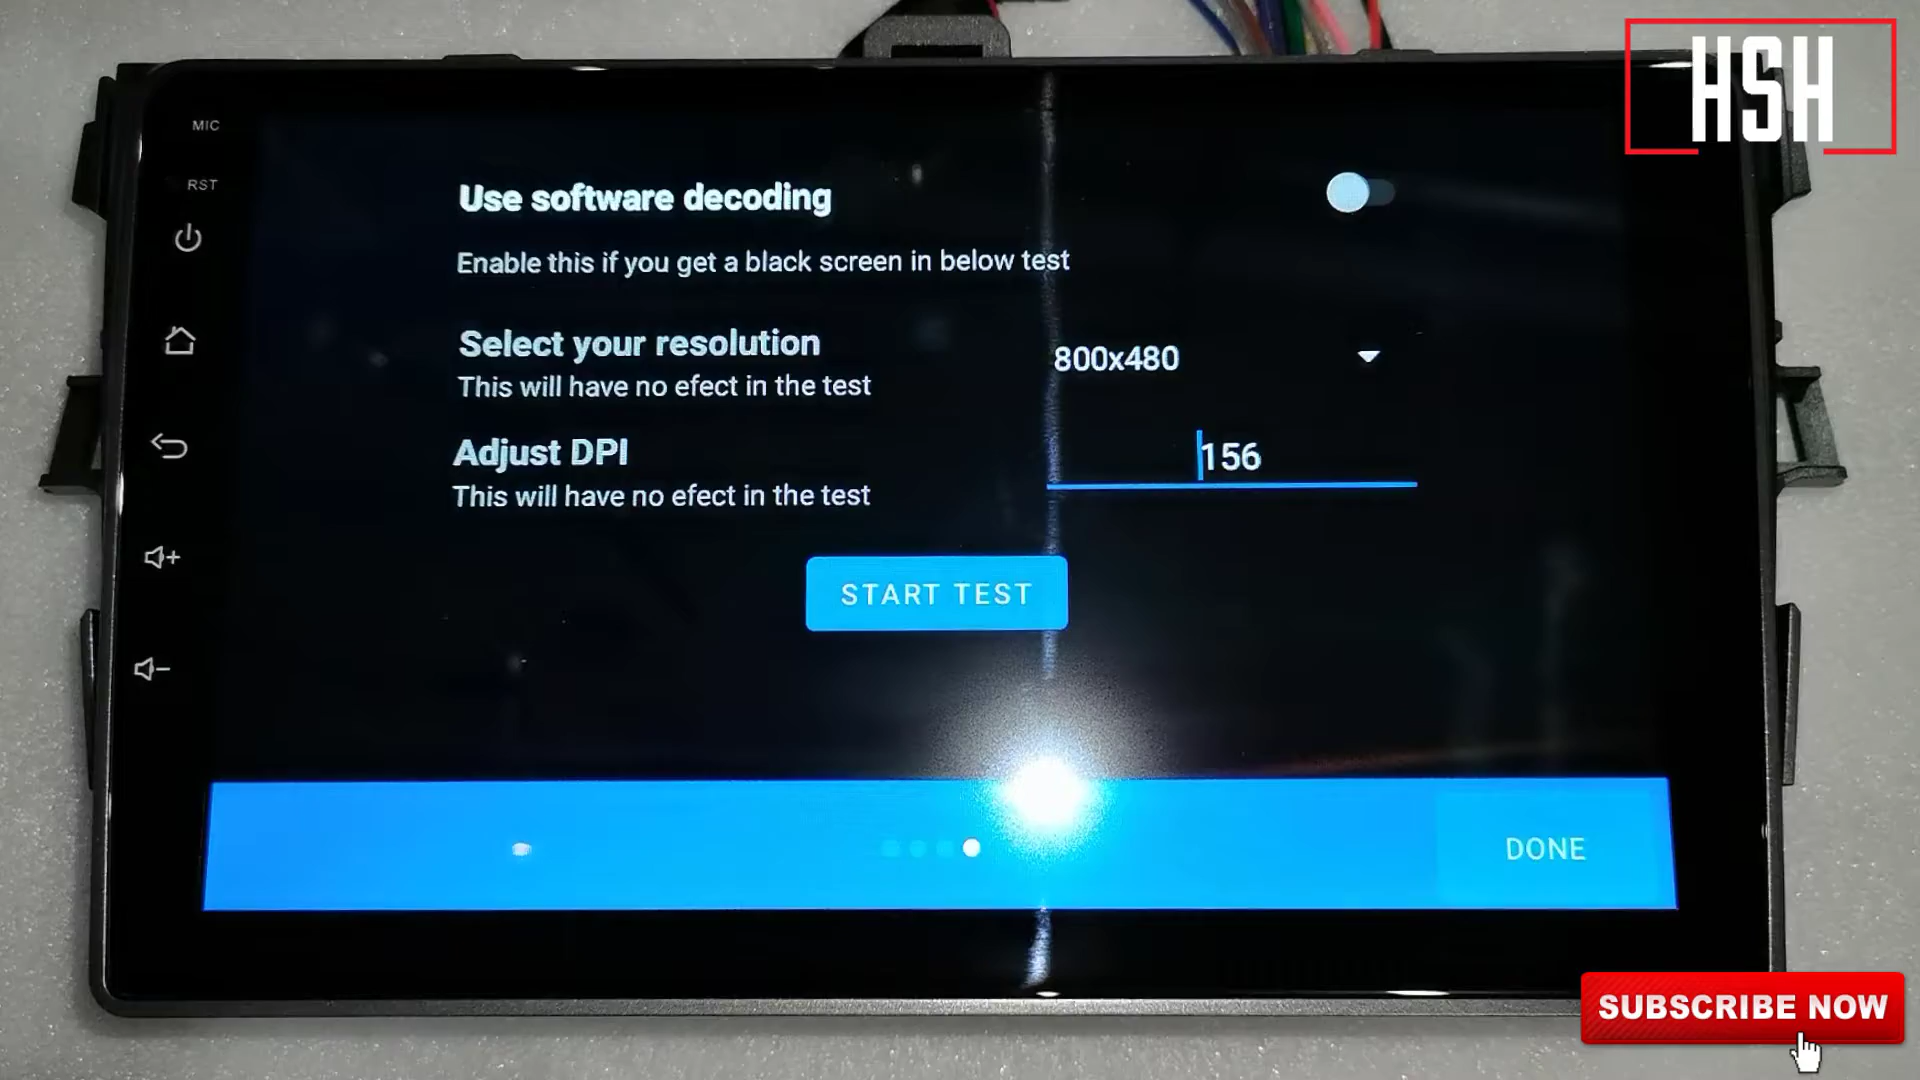 HSH
MIC
RST
Use software decoding
Enable this if you get a black screen in below test
Select your resolution
800x480
This will have no efect in the test
Adjust DPI
156
This will have no efect in the test
START TEST
DONE
SUBSCRIBE NOW